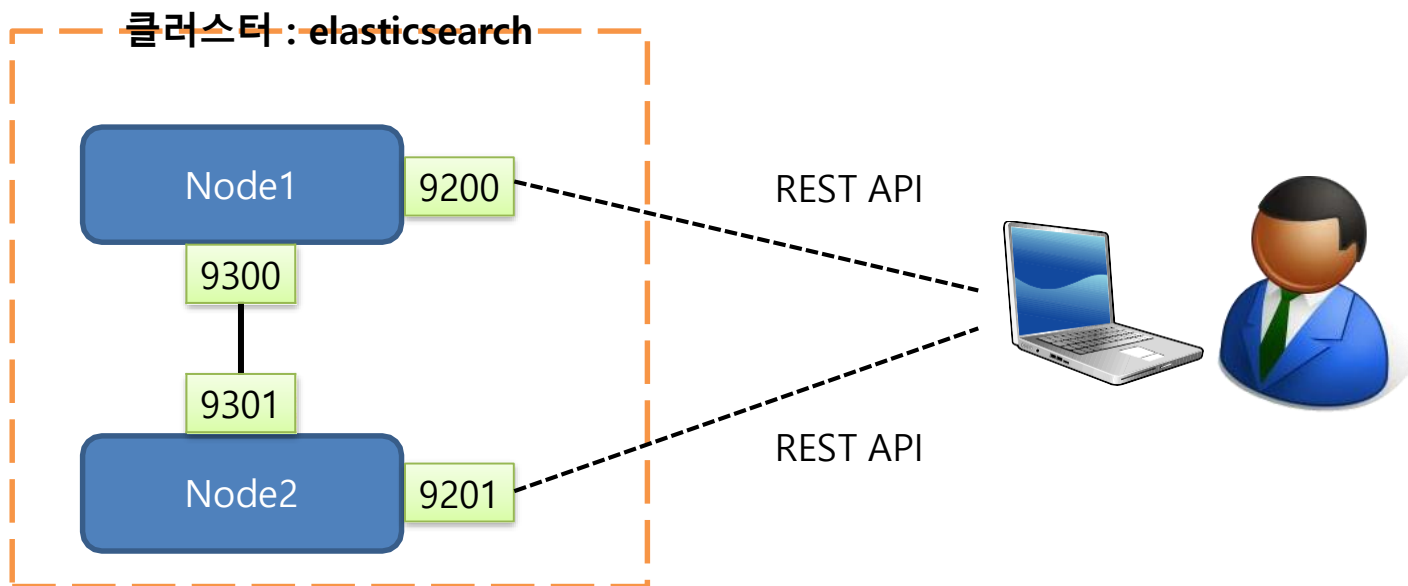 클러스터 : elasticsearch
Node1
9200
REST API
9300
9301
REST API
Node2
9201